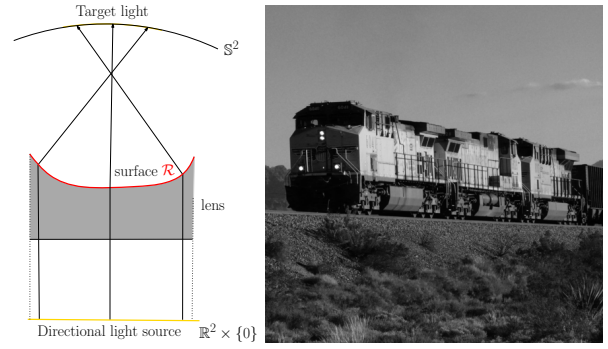 Target light
𝕊²
surface ℛ
lens
Directional light source
ℝ² × {0}